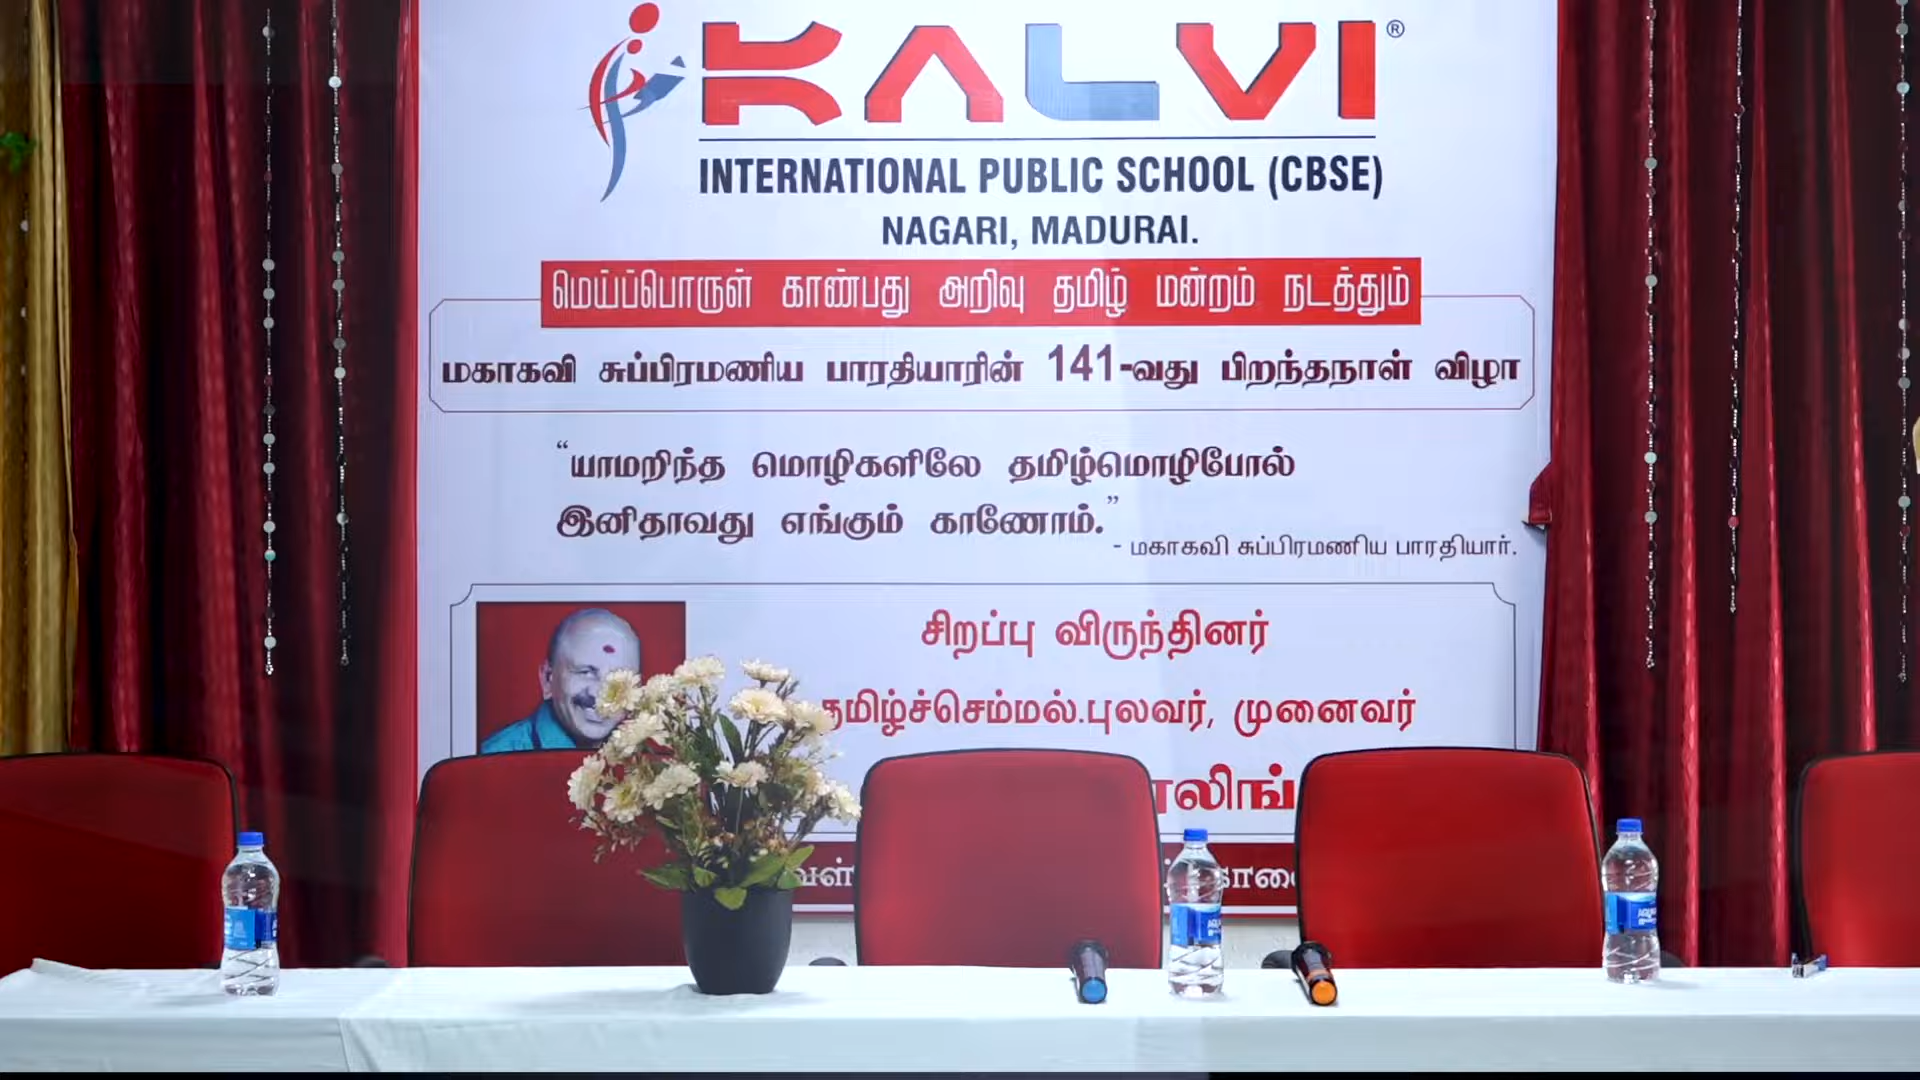 KALVI®
INTERNATIONAL PUBLIC SCHOOL (CBSE)
NAGARI, MADURAI.
மெய்ப்பொருள் காண்பது அறிவு தமிழ் மன்றம் நடத்தும்
மகாகவி சுப்பிரமணிய பாரதியாரின் 141-வது பிறந்தநாள் விழா
“யாமறிந்த மொழிகளிலே தமிழ்மொழிபோல்
இனிதாவது எங்கும் காணோம்.”
- மகாகவி சுப்பிரமணிய பாரதியார்.
சிறப்பு விருந்தினர்
தமிழ்ச்செம்மல்.புலவர், முனைவர்